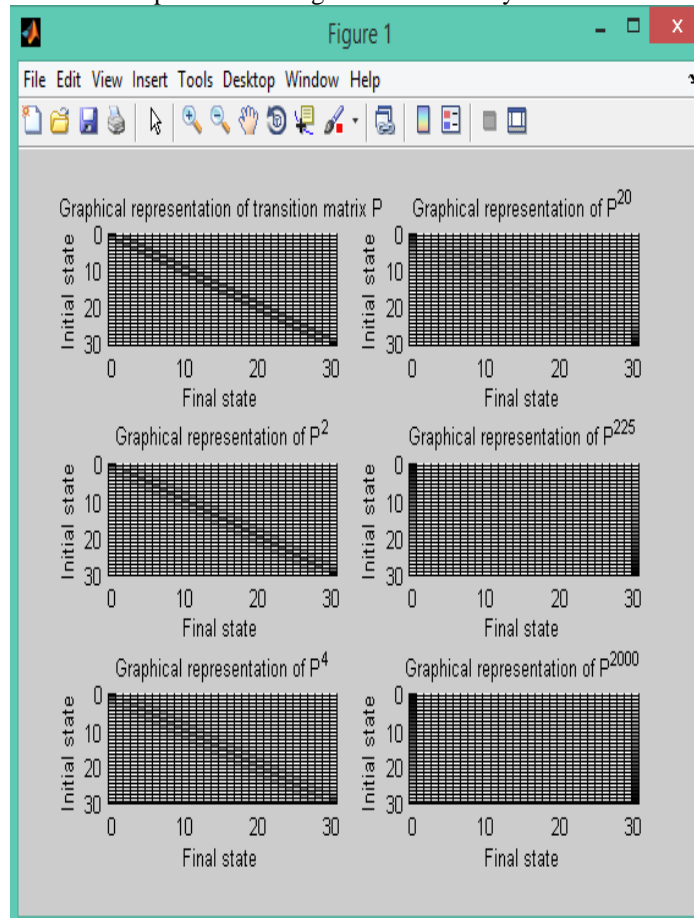 Figure 1
File Edit View Insert Tools Desktop Window Help
Graphical representation of transition matrix P
Initial state
0
10
20
30
0 10 20 30
Final state
Graphical representation of P^20
Initial state
0
10
20
30
0 10 20 30
Final state
Graphical representation of P^2
Initial state
0
10
20
30
0 10 20 30
Final state
Graphical representation of P^225
Initial state
0
10
20
30
0 10 20 30
Final state
Graphical representation of P^4
Initial state
0
10
20
30
0 10 20 30
Final state
Graphical representation of P^2000
Initial state
0
10
20
30
0 10 20 30
Final state